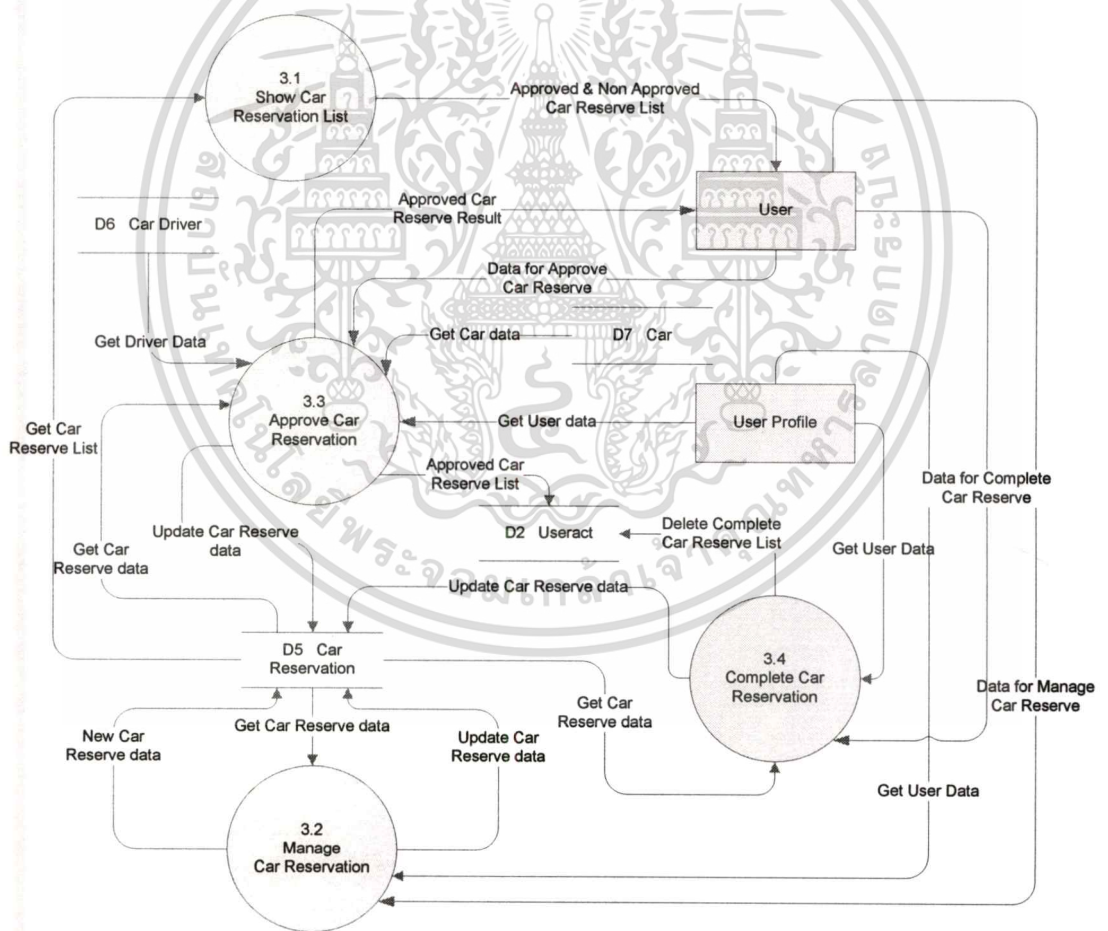 3.1
Show Car
Reservation List
Approved & Non Approved
Car Reserve List
User
D6 Car Driver
Approved Car
Reserve Result
Data for Approve
Car Reserve
Get Driver Data
Get Car data
D7 Car
3.3
Approve Car
Reservation
Get User data
User Profile
Get Car
Reserve List
Approved Car
Reserve List
Data for Complete
Car Reserve
Update Car Reserve
data
D2 Useract
Delete Complete
Car Reserve List
Get Car
Reserve data
Get User Data
Update Car Reserve data
D5 Car
Reservation
3.4
Complete Car
Reservation
Data for Manage
Car Reserve
New Car
Reserve data
Get Car Reserve data
Update Car
Reserve data
Get Car
Reserve data
Get User Data
3.2
Manage
Car Reservation